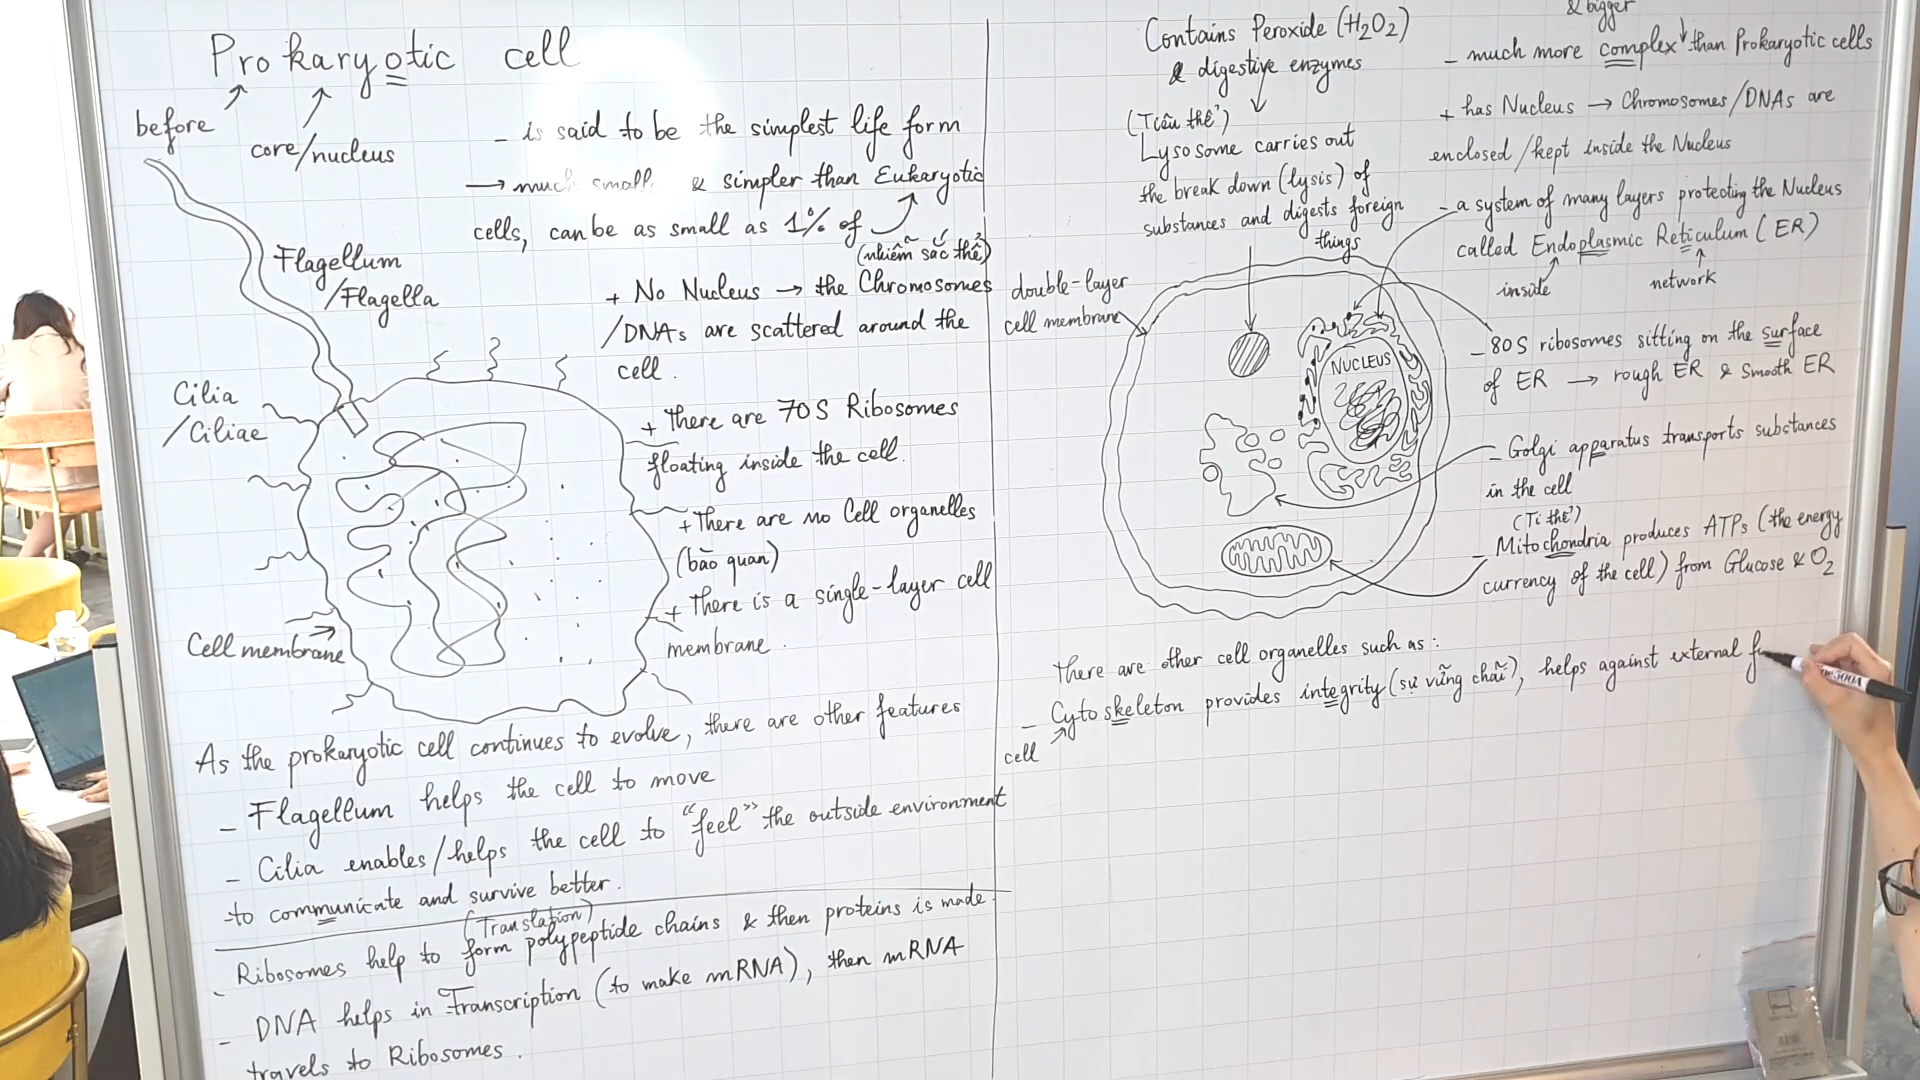 Prokaryotic cell
before
core/nucleus
- is said to be the simplest life form
→ much small & simpler than Eukaryotic
cells, can be as small as 1% of
(nhiễm sắc thể)
Flagellum
/Flagella
+ No Nucleus → the Chromosomes
/DNAs are scattered around the
cell.
Cilia
/Ciliae
+ There are 70S Ribosomes
floating inside the cell.
+ There are no Cell organelles
(bào quan)
+ There is a single-layer cell
membrane.
Cell membrane
As the prokaryotic cell continues to evolve, there are other features
- Flagellum helps the cell to move
- Cilia enables/helps the cell to "feel" the outside environment
to communicate and survive better.
(Translation)
- Ribosomes help to form polypeptide chains & then proteins is made.
- DNA helps in Transcription (to make mRNA), then mRNA
travels to Ribosomes.
Contains Peroxide (H2O2)
& digestive enzymes
(Tiêu thể)
Lysosome carries out
the break down (lysis) of
substances and digests foreign
things
double-layer
cell membrane
NUCLEUS
& bigger
- much more complex than Prokaryotic cells
+ has Nucleus → Chromosomes/DNAs are
enclosed/kept inside the Nucleus
- a system of many layers protecting the Nucleus
called Endoplasmic Reticulum (ER)
inside
network
- 80S ribosomes sitting on the surface
of ER → rough ER & Smooth ER
- Golgi apparatus transports substances
in the cell
(Ti thể)
- Mitochondria produces ATPs (the energy
currency of the cell) from Glucose & O2
There are other cell organelles such as:
- Cytoskeleton provides integrity (sự vững chãi), helps against external
cell